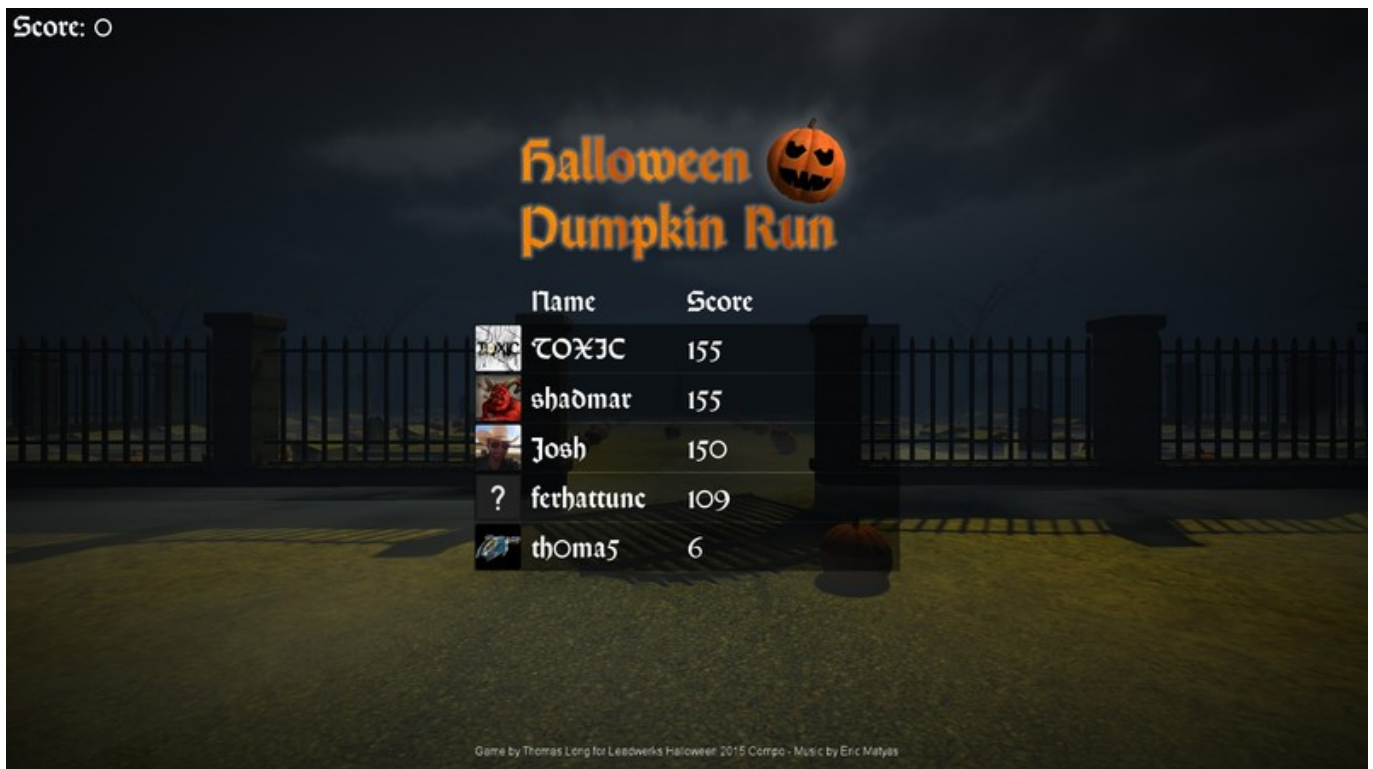 Score: 0
Halloween
Pumpkin Run
Name Score
TOXIC TOXIC 155
shadmar 155
Josh 150
? ferhattunc 109
th0ma5 6
Game by Thomas Long for Leadwerks Halloween 2015 Compo - Music by Eric Matyas